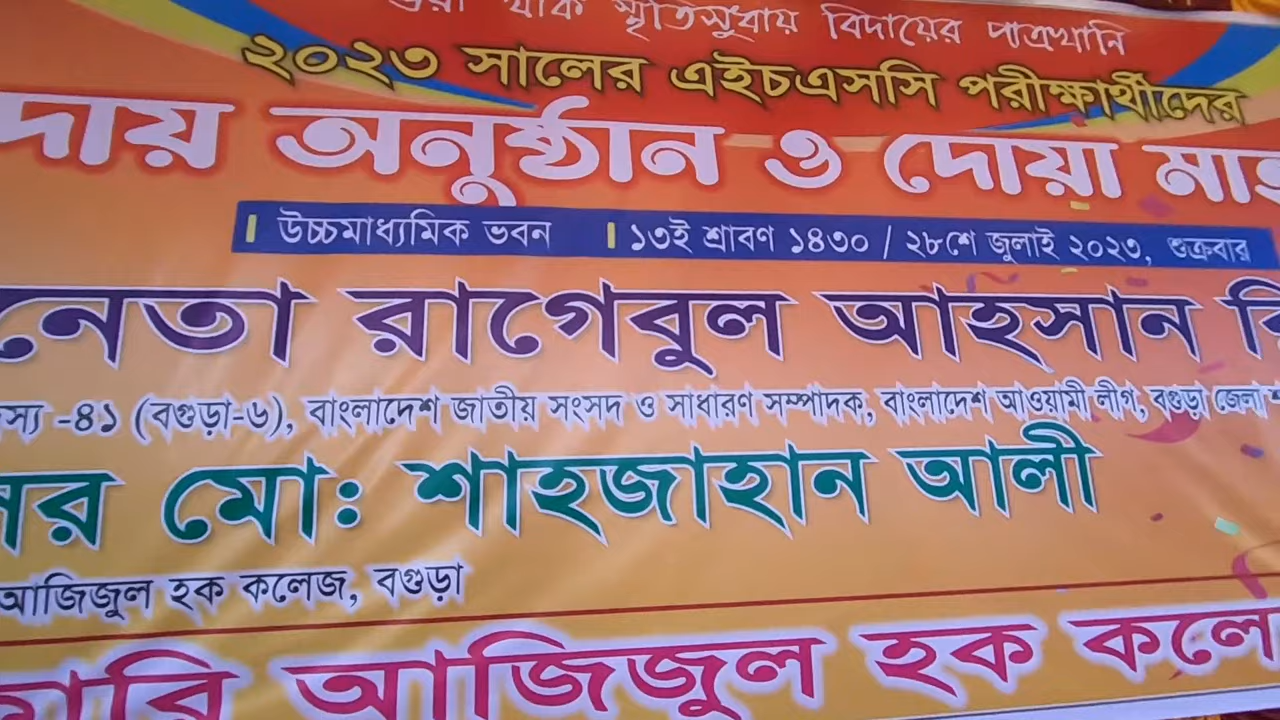 থাক স্মৃতিসুবায় বিদায়ের পাত্রখানি
২০২৩ সালের এইচএসসি পরীক্ষার্থীদের
দায় অনুষ্ঠান ও দোয়া মাহ
উচ্চমাধ্যমিক ভবন ১৩ই শ্রাবণ ১৪৩০ / ২৮শে জুলাই ২০২৩, শুক্রবার
নেতা রাগেবুল আহসান রি
স্য -৪১ (বগুড়া-৬), বাংলাদেশ জাতীয় সংসদ ও সাধারণ সম্পাদক, বাংলাদেশ আওয়ামী লীগ, বগুড়া জেলা
সর মো: শাহজাহান আলী
আজিজুল হক কলেজ, বগুড়া
কারি আজিজুল হক কলে